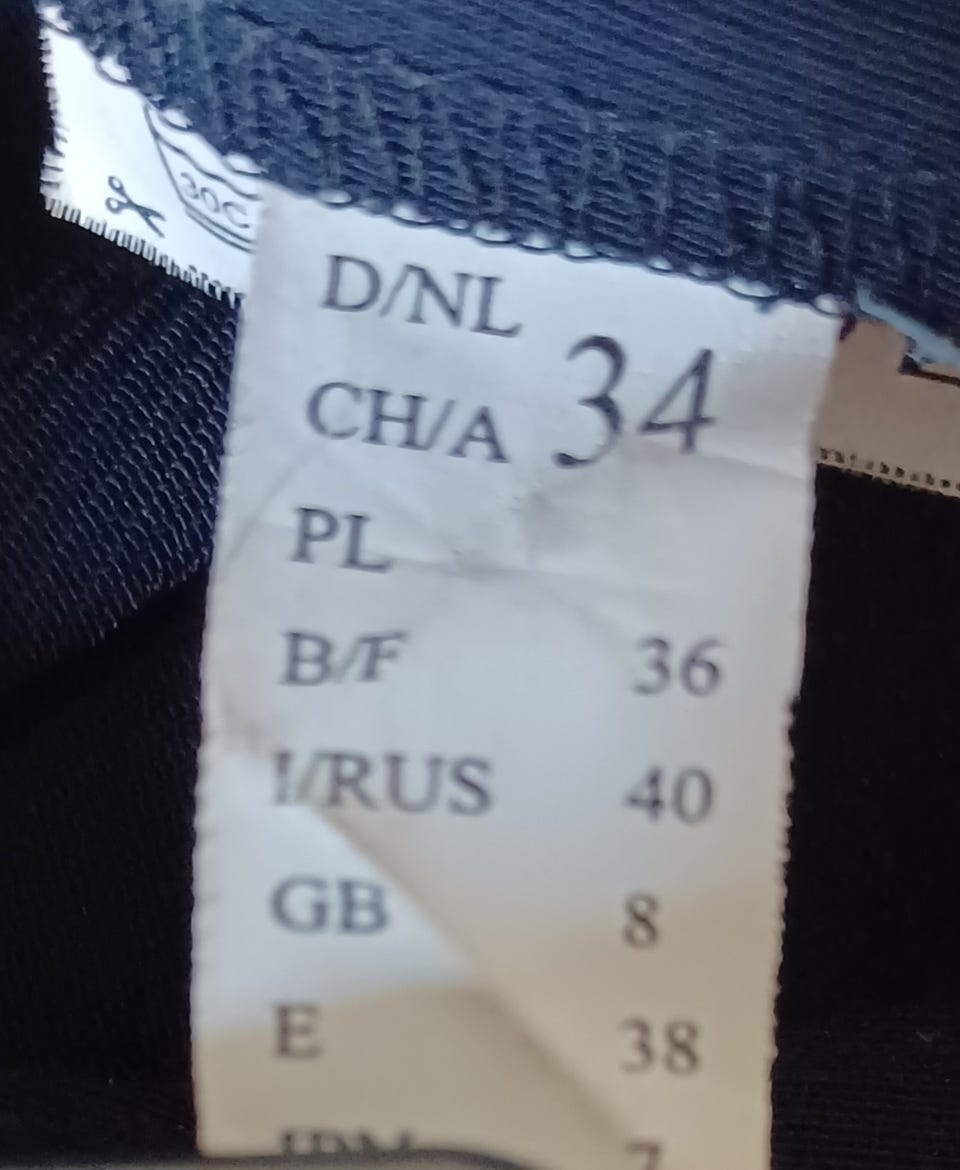 30C
D/NL
CH/A 34
PL
B/F 36
I/RUS 40
GB 8
E 38